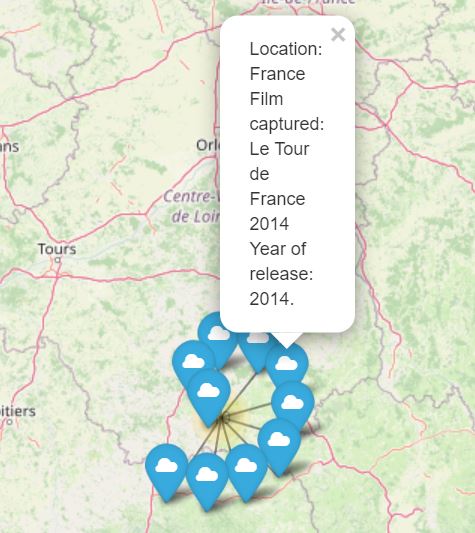 Île-de-France
×
Location:
France
Film
captured:
Le Tour
de
France
2014
Year of
release:
2014.
ans
Orl
Centre-V
de Loir
Tours
itiers